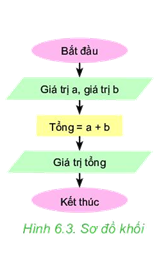 Bắt đầu
Giá trị a, giá trị b
Tổng = a + b
Giá trị tổng
Kết thúc
Hình 6.3. Sơ đồ khối